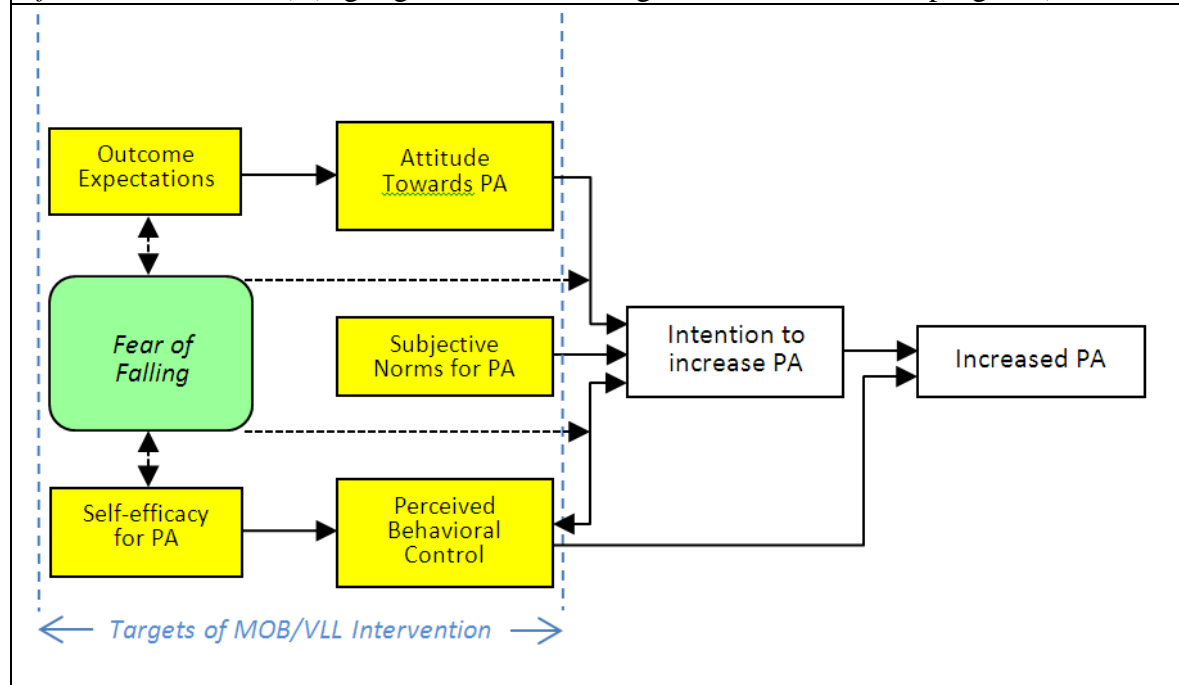 Outcome
Expectations
Attitude
Towards PA
Fear of
Falling
Subjective
Norms for PA
Intention to
increase PA
Increased PA
Self-efficacy
for PA
Perceived
Behavioral
Control
Targets of MOB/VLL Intervention